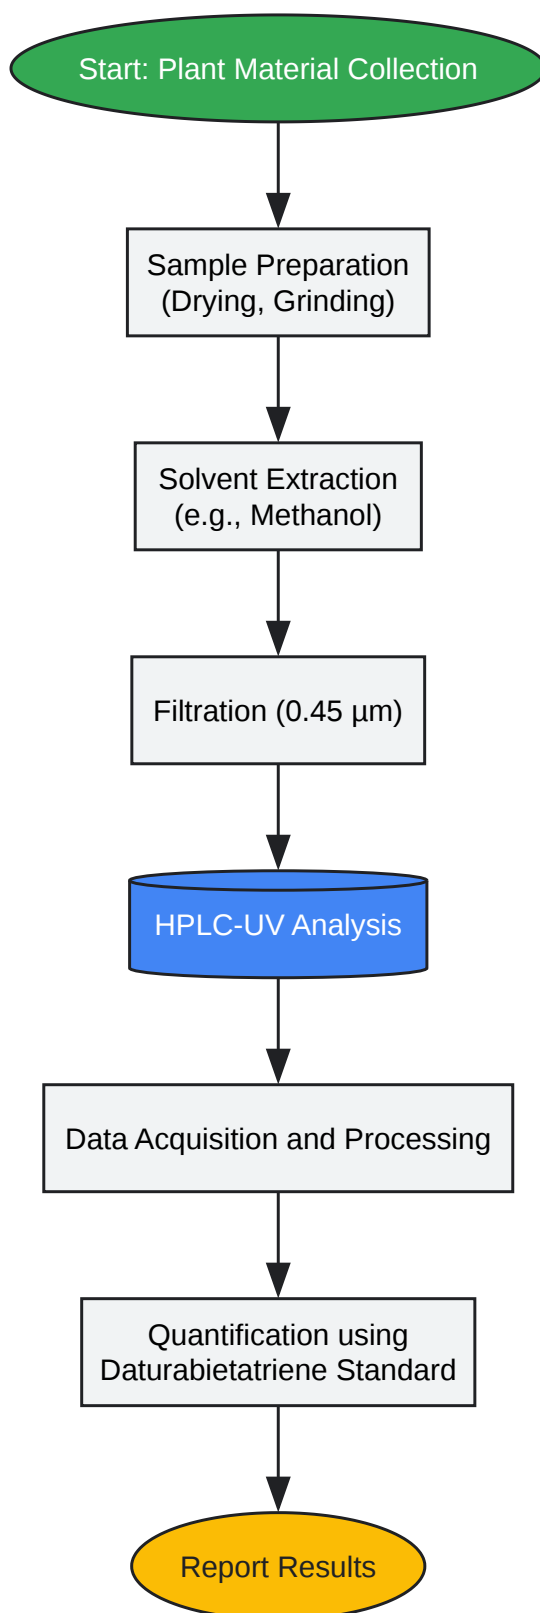 Start: Plant Material Collection
Sample Preparation
(Drying, Grinding)
Solvent Extraction
(e.g., Methanol)
Filtration (0.45 µm)
HPLC-UV Analysis
Data Acquisition and Processing
Quantification using
Daturabietatriene Standard
Report Results